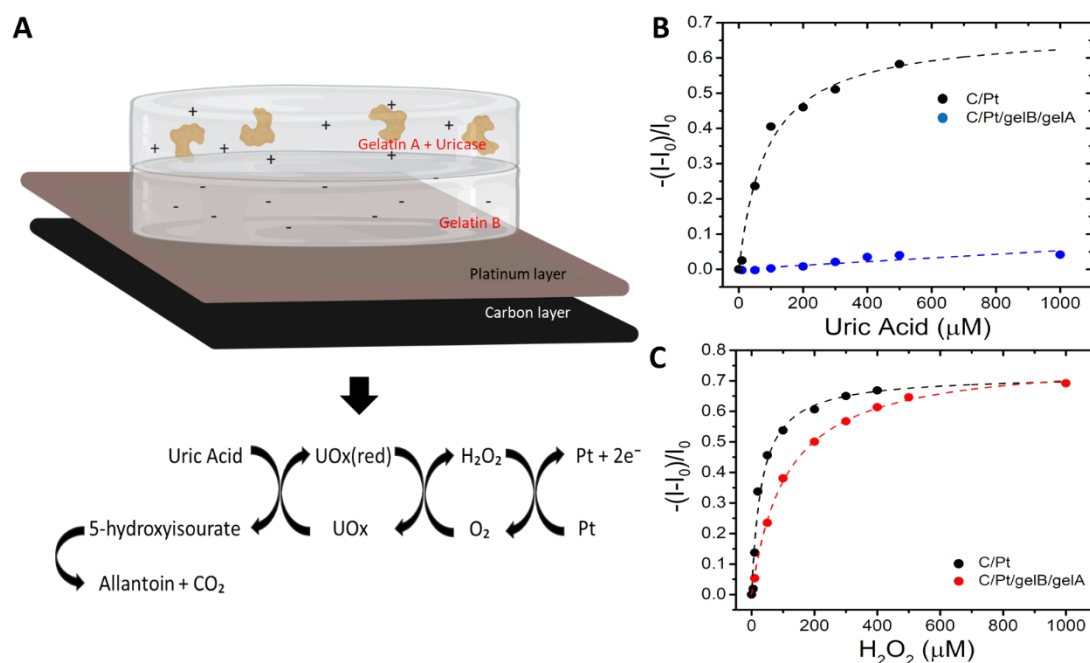 A
Gelatin A + Uricase
Gelatin B
Platinum layer
Carbon layer
Uric Acid
UOx(red)
H₂O₂
Pt + 2e⁻
5-hydroxyisourate
UOx
O₂
Pt
Allantoin + CO₂
B
-(I-I₀)/I₀
0.7
0.6
0.5
0.4
0.3
0.2
0.1
0.0
C/Pt
C/Pt/gelB/gelA
0 200 400 600 800 1000
Uric Acid (μM)
C
-(I-I₀)/I₀
0.8
0.7
0.6
0.5
0.4
0.3
0.2
0.1
0.0
C/Pt
C/Pt/gelB/gelA
0 200 400 600 800 1000
H₂O₂ (μM)